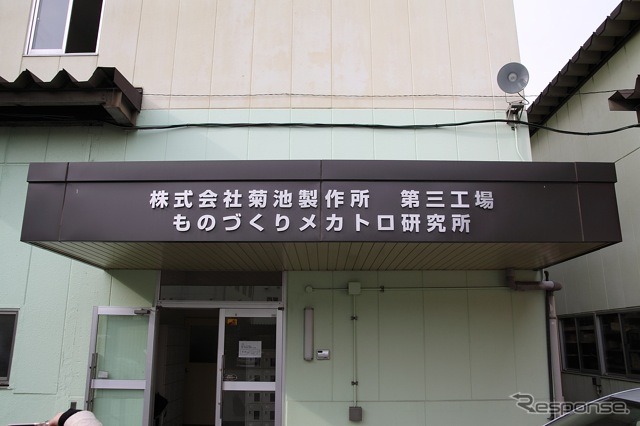 株式会社菊池製作所　第三工場
ものづくりメカトロ研究所
Response.